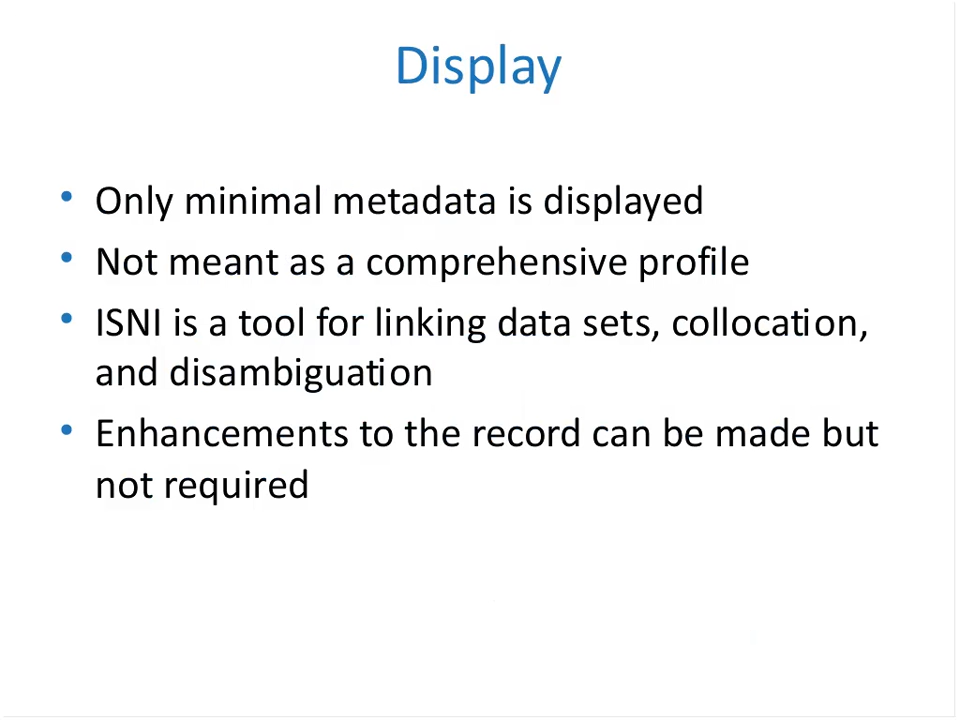 Display
• Only minimal metadata is displayed
• Not meant as a comprehensive profile
• ISNI is a tool for linking data sets, collocation,
and disambiguation
• Enhancements to the record can be made but
not required